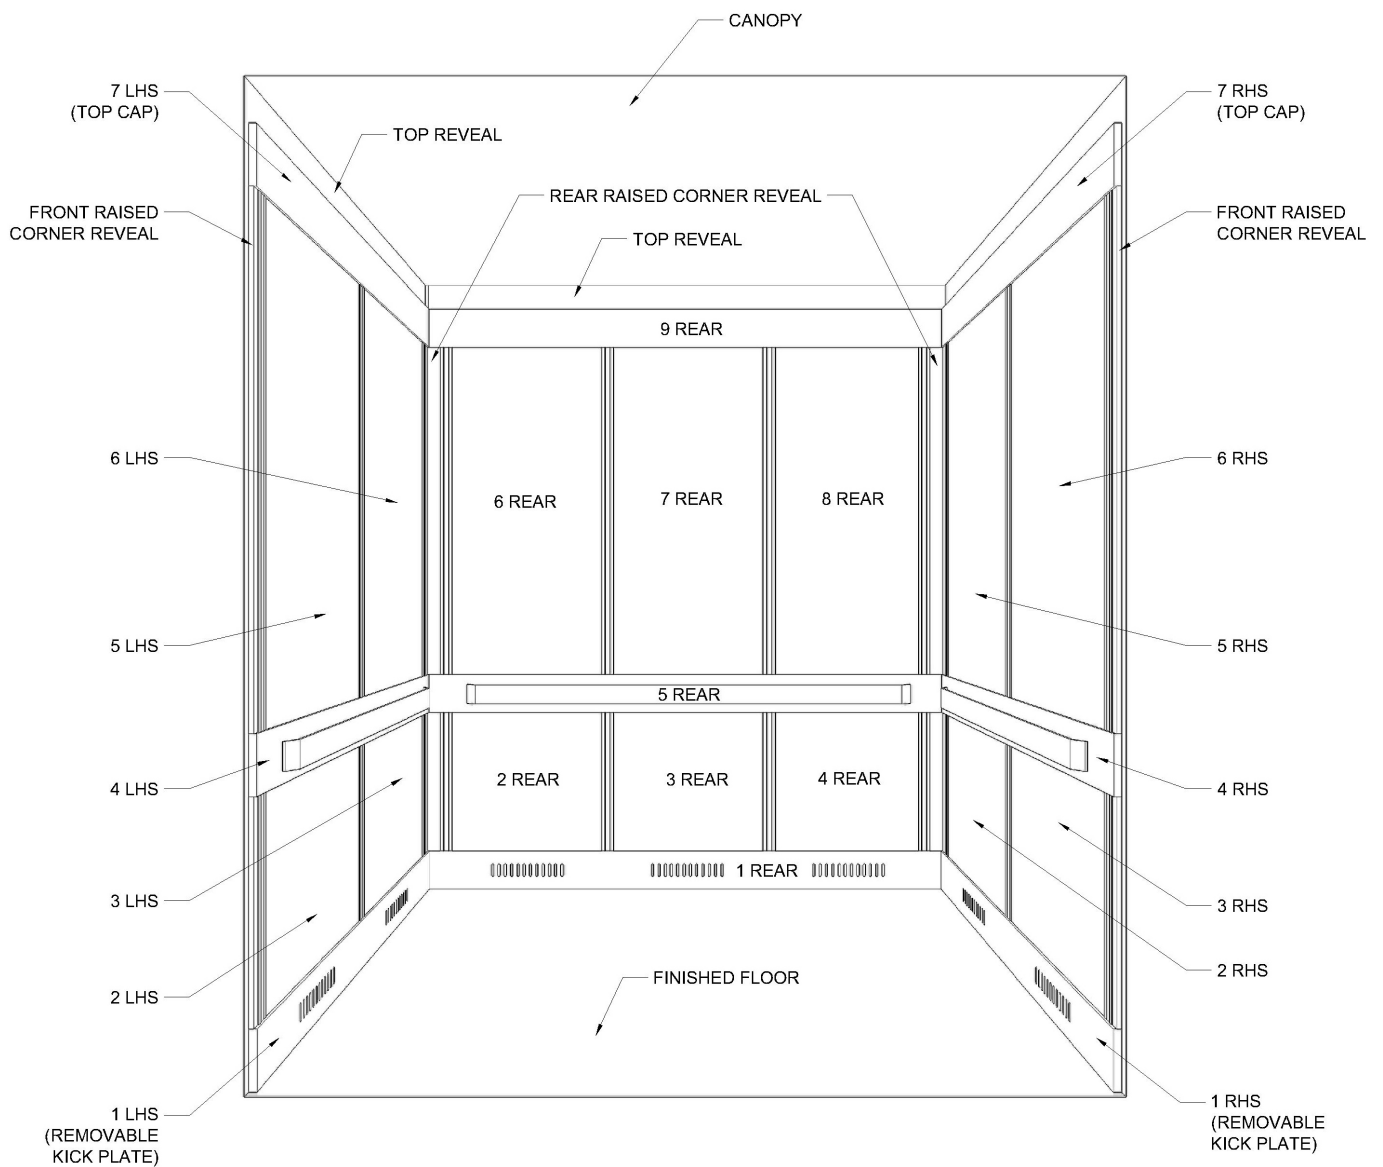 CANOPY
7 LHS
(TOP CAP)
7 RHS
(TOP CAP)
TOP REVEAL
REAR RAISED CORNER REVEAL
FRONT RAISED
CORNER REVEAL
FRONT RAISED
CORNER REVEAL
TOP REVEAL
9 REAR
6 LHS
6 RHS
6 REAR
7 REAR
8 REAR
5 LHS
5 RHS
5 REAR
4 LHS
4 RHS
2 REAR
3 REAR
4 REAR
1 REAR
3 LHS
3 RHS
2 LHS
2 RHS
FINISHED FLOOR
1 LHS
(REMOVABLE
KICK PLATE)
1 RHS
(REMOVABLE
KICK PLATE)